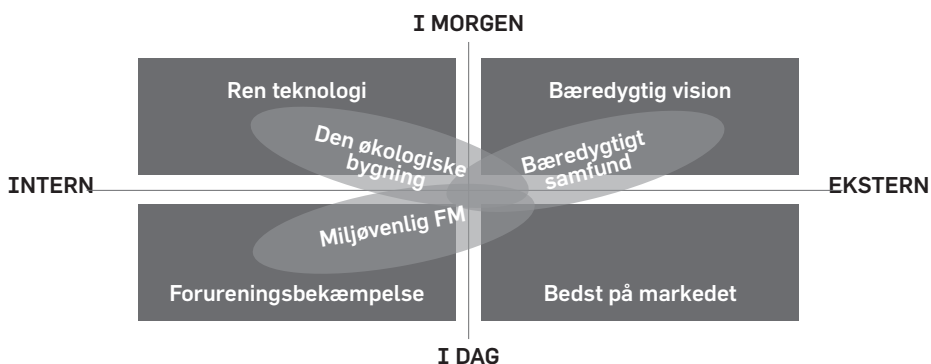 I MORGEN
Ren teknologi
Bæredygtig vision
Den økologiske
bygning
Bæredygtigt
samfund
INTERN
EKSTERN
Miljøvenlig FM
Forureningsbekæmpelse
Bedst på markedet
I DAG